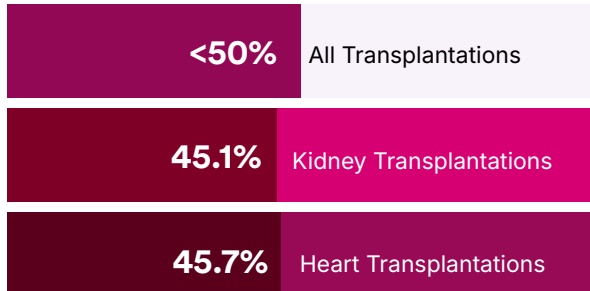 <50% All Transplantations
45.1% Kidney Transplantations
45.7% Heart Transplantations